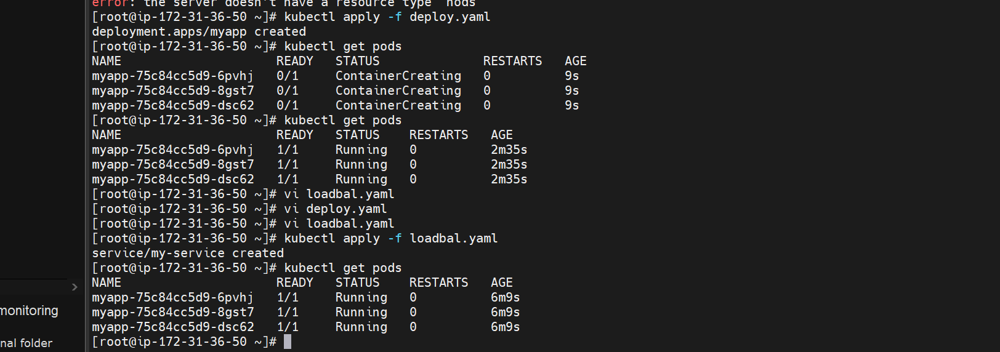 error: the server doesn't have a resource type "nods"
[root@ip-172-31-36-50 ~]# kubectl apply -f deploy.yaml
deployment.apps/myapp created
[root@ip-172-31-36-50 ~]# kubectl get pods
NAME                     READY   STATUS              RESTARTS   AGE
myapp-75c84cc5d9-6pvhj   0/1     ContainerCreating   0          9s
myapp-75c84cc5d9-8gst7   0/1     ContainerCreating   0          9s
myapp-75c84cc5d9-dsc62   0/1     ContainerCreating   0          9s
[root@ip-172-31-36-50 ~]# kubectl get pods
NAME                     READY   STATUS    RESTARTS   AGE
myapp-75c84cc5d9-6pvhj   1/1     Running   0          2m35s
myapp-75c84cc5d9-8gst7   1/1     Running   0          2m35s
myapp-75c84cc5d9-dsc62   1/1     Running   0          2m35s
[root@ip-172-31-36-50 ~]# vi loadbal.yaml
[root@ip-172-31-36-50 ~]# vi deploy.yaml
[root@ip-172-31-36-50 ~]# vi loadbal.yaml
[root@ip-172-31-36-50 ~]# kubectl apply -f loadbal.yaml
service/my-service created
[root@ip-172-31-36-50 ~]# kubectl get pods
NAME                     READY   STATUS    RESTARTS   AGE
myapp-75c84cc5d9-6pvhj   1/1     Running   0          6m9s
myapp-75c84cc5d9-8gst7   1/1     Running   0          6m9s
myapp-75c84cc5d9-dsc62   1/1     Running   0          6m9s
[root@ip-172-31-36-50 ~]#
monitoring
nal folder